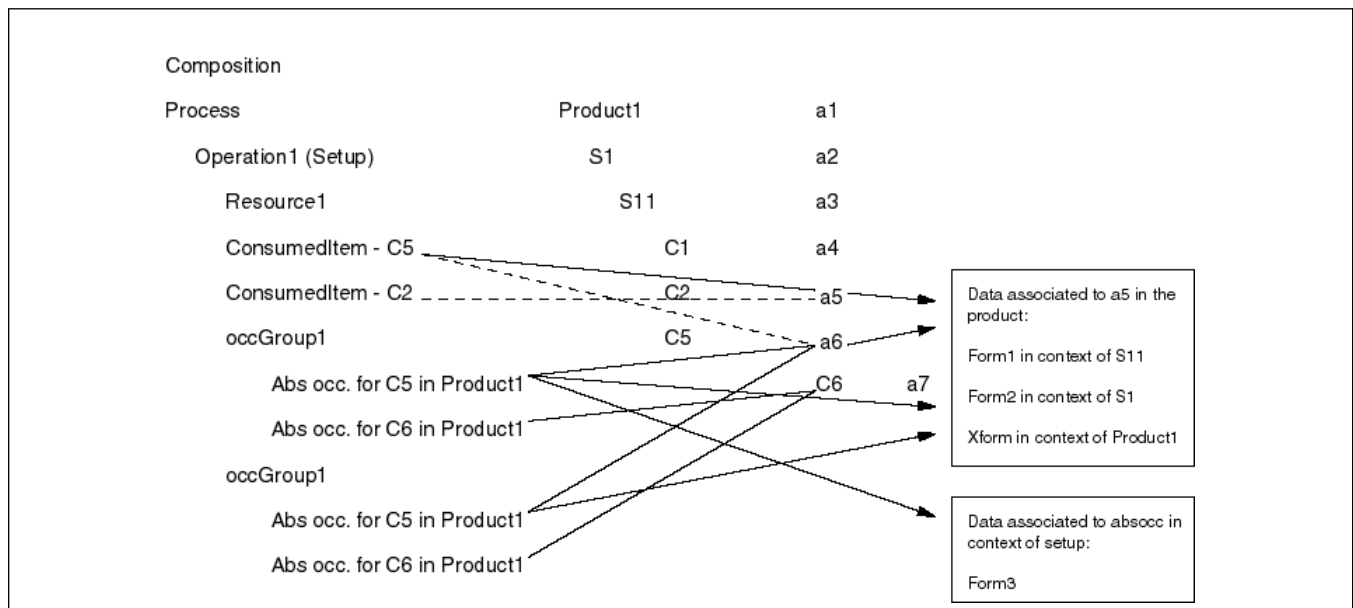 Composition
Process Product1 a1
Operation1 (Setup) S1 a2
Resource1 S11 a3
ConsumedItem - C5 C1 a4
ConsumedItem - C2 C2 a5
occGroup1 C5 a6
Abs occ. for C5 in Product1 C6 a7
Abs occ. for C6 in Product1
occGroup1
Abs occ. for C5 in Product1
Abs occ. for C6 in Product1
Data associated to a5 in the
product:
Form1 in context of S11
Form2 in context of S1
Xform in context of Product1
Data associated to absocc in
context of setup:
Form3